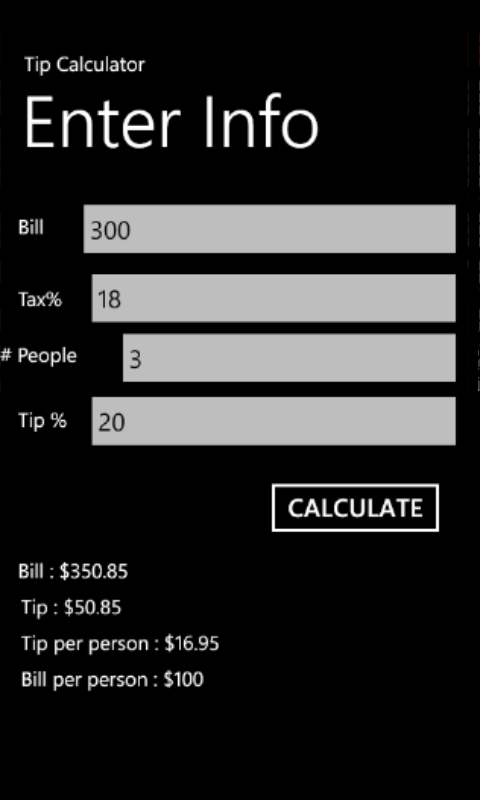 Tip Calculator
Enter Info
Bill 300
Tax% 18
# People 3
Tip % 20
CALCULATE
Bill : $350.85
Tip : $50.85
Tip per person : $16.95
Bill per person : $100